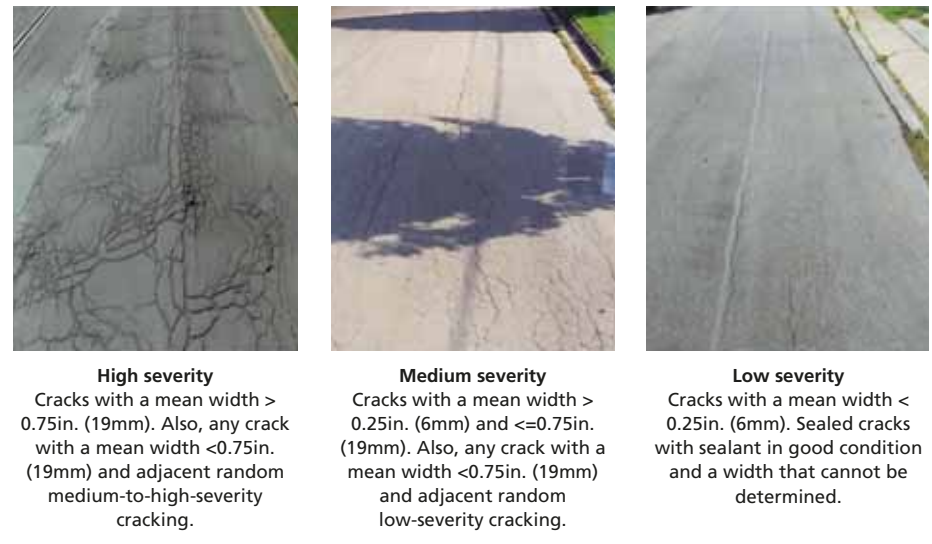 High severity
Cracks with a mean width >
0.75in. (19mm). Also, any crack
with a mean width <0.75in.
(19mm) and adjacent random
medium-to-high-severity
cracking.
Medium severity
Cracks with a mean width >
0.25in. (6mm) and <=0.75in.
(19mm). Also, any crack with a
mean width <0.75in. (19mm)
and adjacent random
low-severity cracking.
Low severity
Cracks with a mean width <
0.25in. (6mm). Sealed cracks
with sealant in good condition
and a width that cannot be
determined.